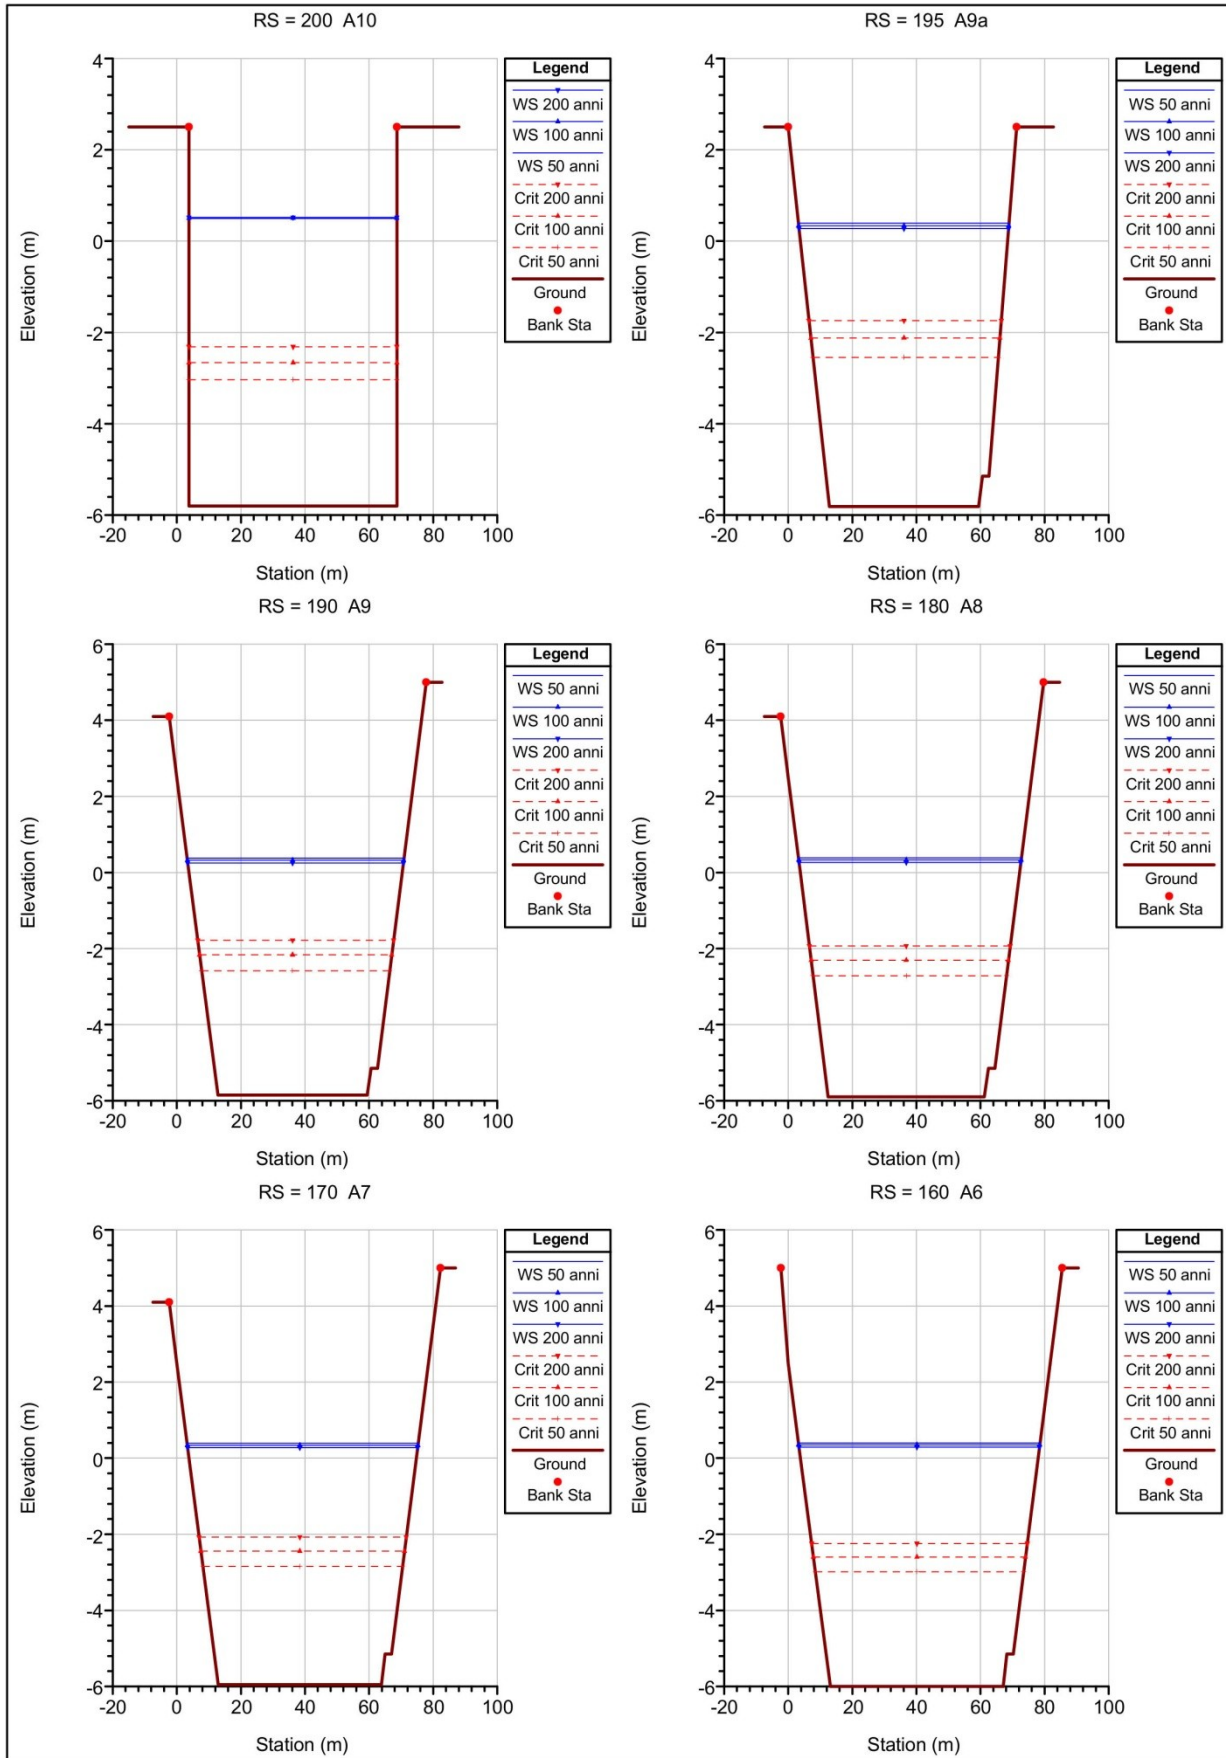 RS = 200 A10
4
2
0
-2
-4
-6
-20
0
20
40
60
80
100
Elevation (m)
Station (m)
Legend
WS 200 anni
WS 100 anni
WS 50 anni
Crit 200 anni
Crit 100 anni
Crit 50 anni
Ground
Bank Sta
RS = 195 A9a
4
2
0
-2
-4
-6
-20
0
20
40
60
80
100
Elevation (m)
Station (m)
Legend
WS 50 anni
WS 100 anni
WS 200 anni
Crit 200 anni
Crit 100 anni
Crit 50 anni
Ground
Bank Sta
RS = 190 A9
6
4
2
0
-2
-4
-6
-20
0
20
40
60
80
100
Elevation (m)
Station (m)
Legend
WS 50 anni
WS 100 anni
WS 200 anni
Crit 200 anni
Crit 100 anni
Crit 50 anni
Ground
Bank Sta
RS = 180 A8
6
4
2
0
-2
-4
-6
-20
0
20
40
60
80
100
Elevation (m)
Station (m)
Legend
WS 50 anni
WS 100 anni
WS 200 anni
Crit 200 anni
Crit 100 anni
Crit 50 anni
Ground
Bank Sta
RS = 170 A7
6
4
2
0
-2
-4
-6
-20
0
20
40
60
80
100
Elevation (m)
Station (m)
Legend
WS 50 anni
WS 100 anni
WS 200 anni
Crit 200 anni
Crit 100 anni
Crit 50 anni
Ground
Bank Sta
RS = 160 A6
6
4
2
0
-2
-4
-6
-20
0
20
40
60
80
100
Elevation (m)
Station (m)
Legend
WS 50 anni
WS 100 anni
WS 200 anni
Crit 200 anni
Crit 100 anni
Crit 50 anni
Ground
Bank Sta